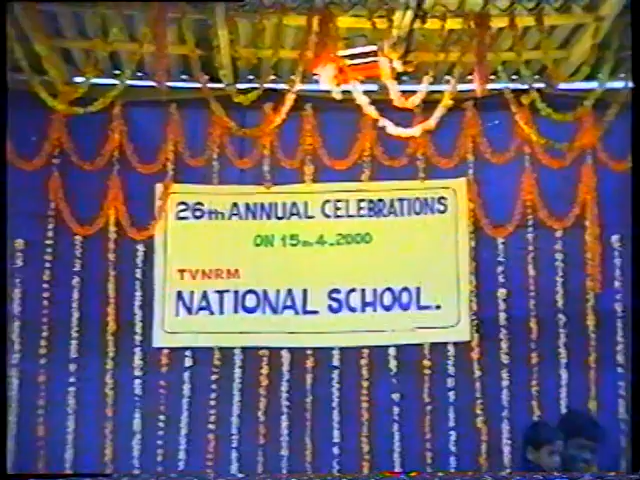 26th ANNUAL CELEBRATIONS
ON 15th.4.2000
TVNRM
NATIONAL SCHOOL.